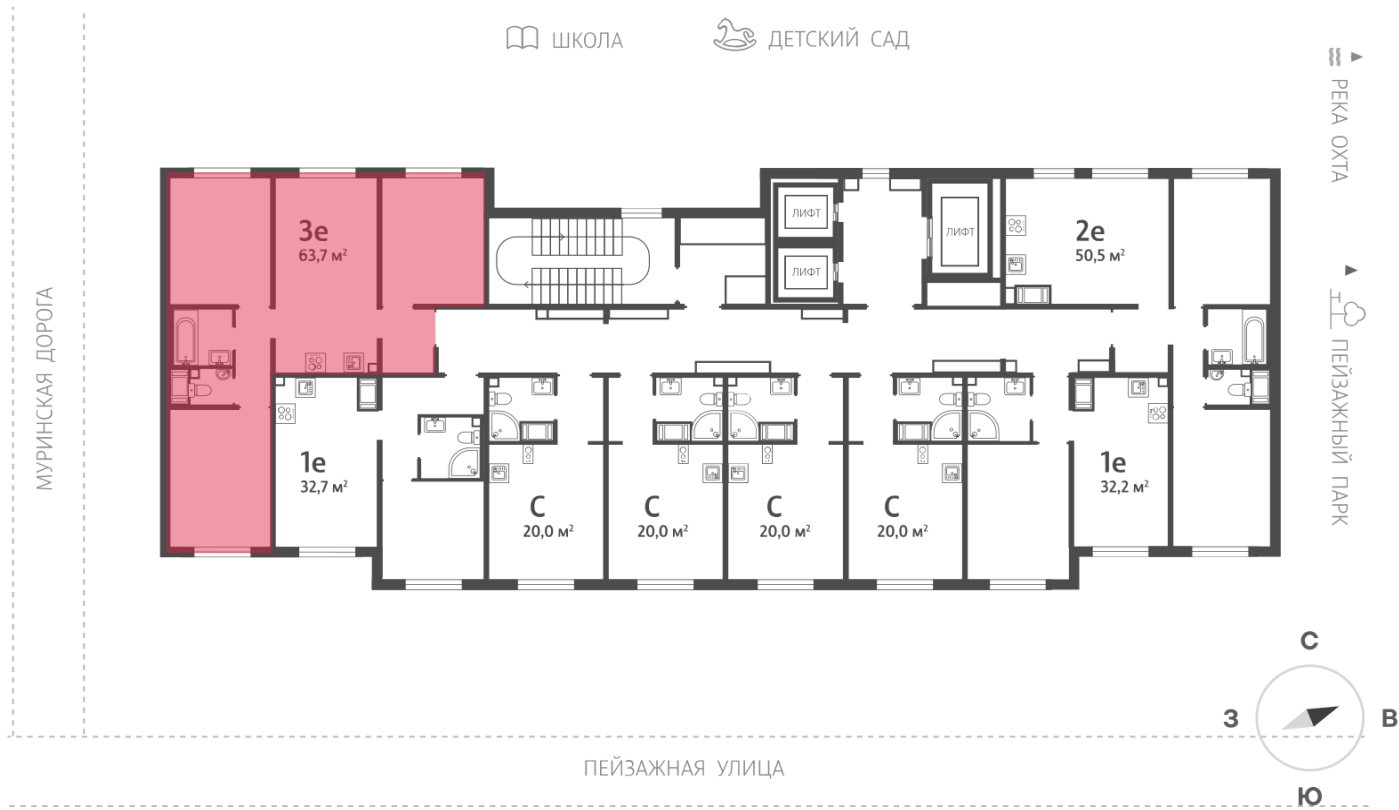 ШКОЛА
ДЕТСКИЙ САД
РЕКА ОХТА
3е
63,7 м²
ЛИФТ
ЛИФТ
ЛИФТ
2е
50,5 м²
МУРИНСКАЯ ДОРОГА
ПЕЙЗАЖНЫЙ ПАРК
1е
32,7 м²
С
20,0 м²
С
20,0 м²
С
20,0 м²
С
20,0 м²
1е
32,2 м²
С
З
В
Ю
ПЕЙЗАЖНАЯ УЛИЦА